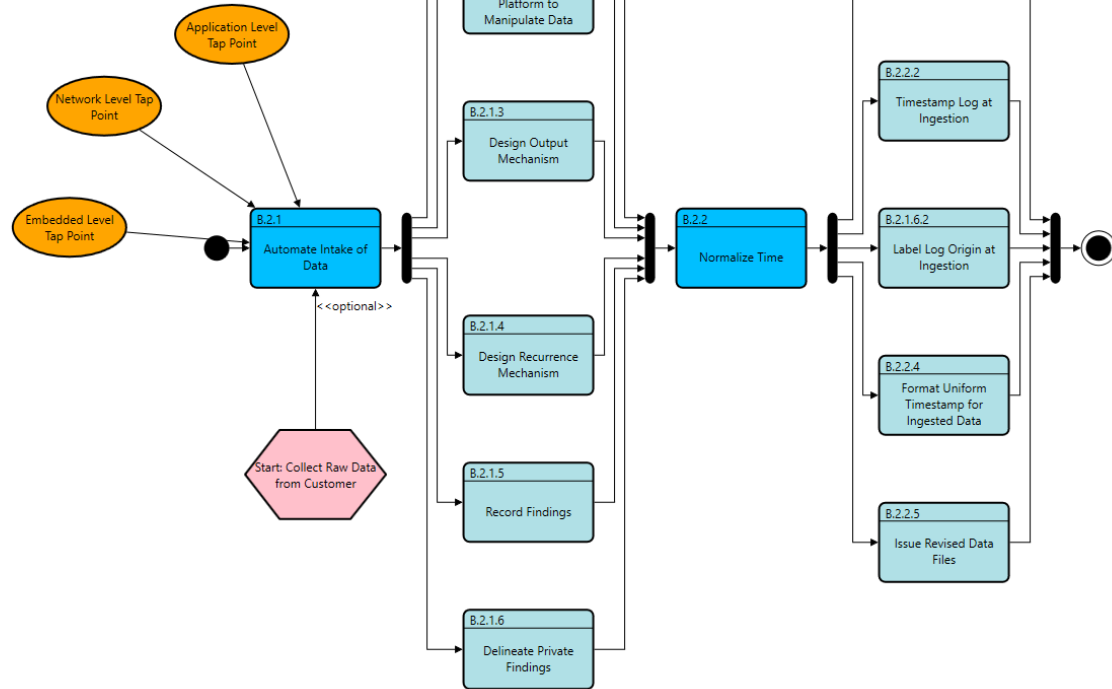 Platform to
Manipulate Data
Application Level
Tap Point
Network Level Tap
Point
Embedded Level
Tap Point
B.2.1
Automate Intake of
Data
<<optional>>
Start: Collect Raw Data
from Customer
B.2.1.3
Design Output
Mechanism
B.2.1.4
Design Recurrence
Mechanism
B.2.1.5
Record Findings
B.2.1.6
Delineate Private
Findings
B.2.2
Normalize Time
B.2.2.2
Timestamp Log at
Ingestion
B.2.1.6.2
Label Log Origin at
Ingestion
B.2.2.4
Format Uniform
Timestamp for
Ingested Data
B.2.2.5
Issue Revised Data
Files